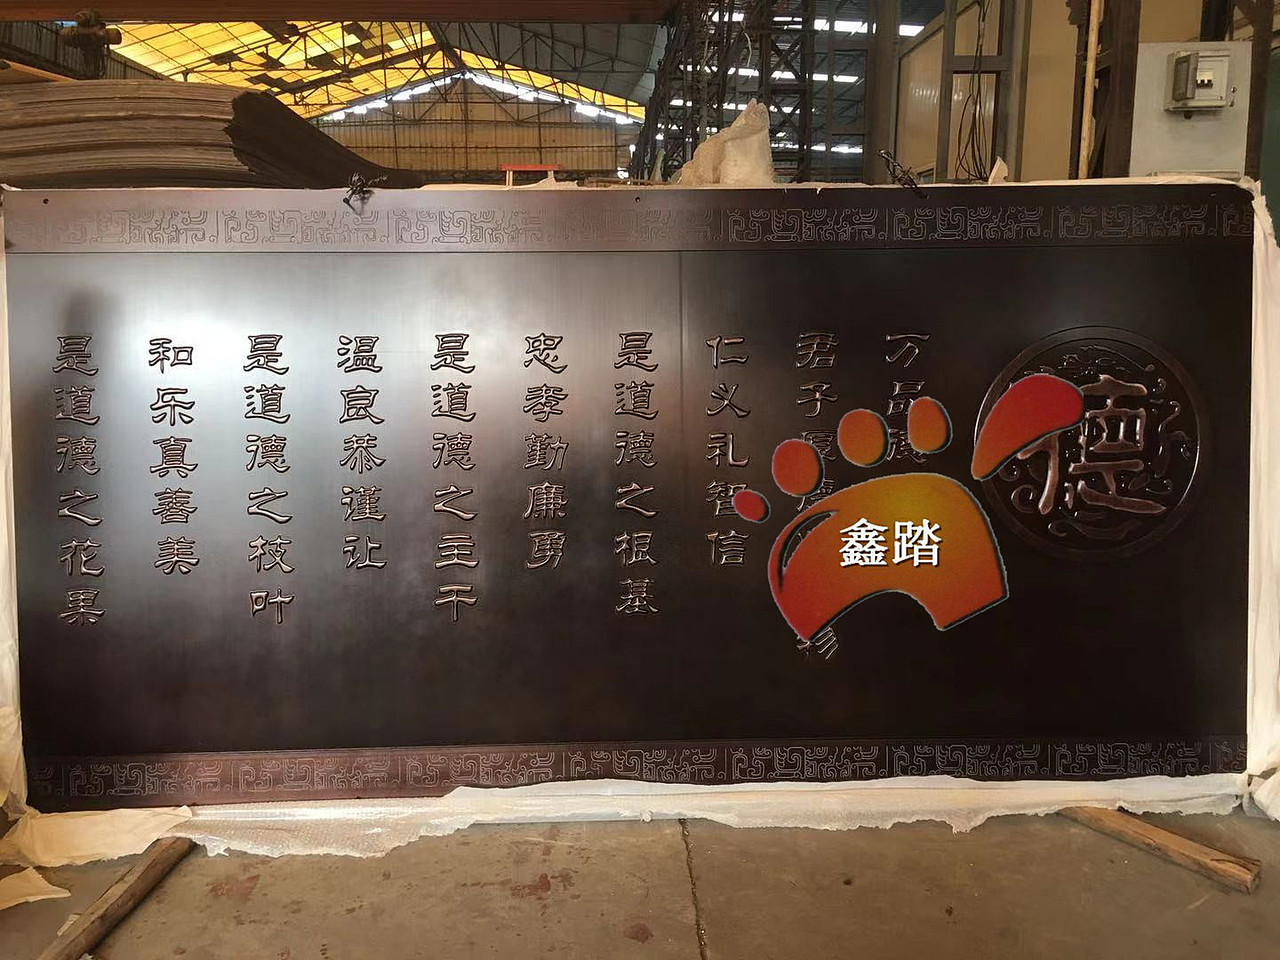 德
万品
君子厚物
仁义礼智信
是道德之根基
忠孝勤廉勇
是道德之主干
温良恭谨让
是道德之枝叶
和乐真善美
是道德之花果
鑫踏